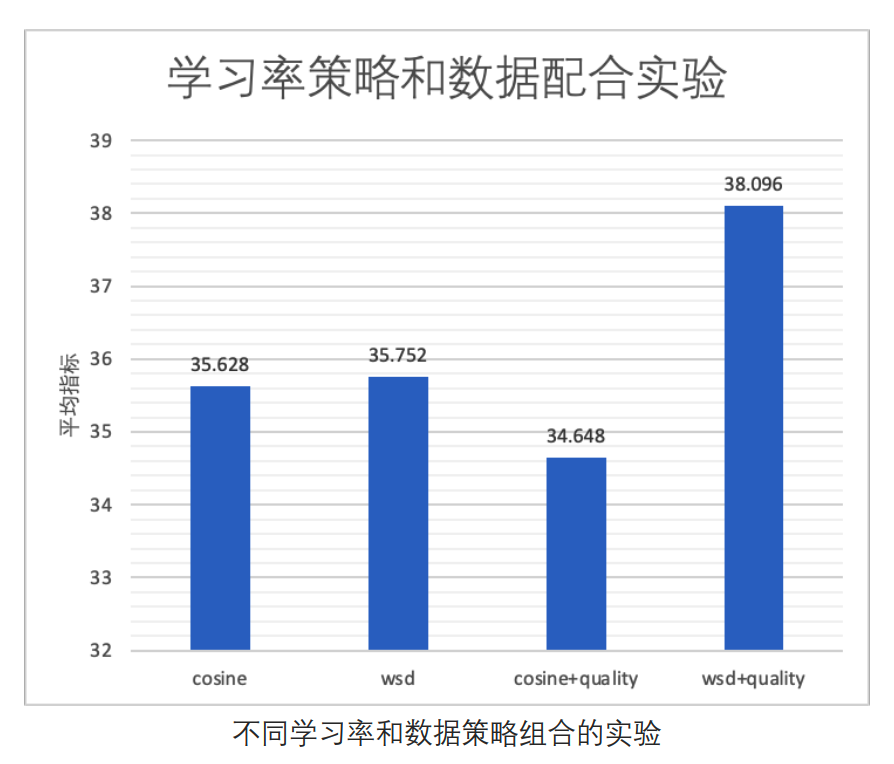 学习率策略和数据配合实验
39
38.096
38
37
平均指标
36
35.628
35.752
35
34.648
34
33
32
cosine
wsd
cosine+quality
wsd+quality
不同学习率和数据策略组合的实验